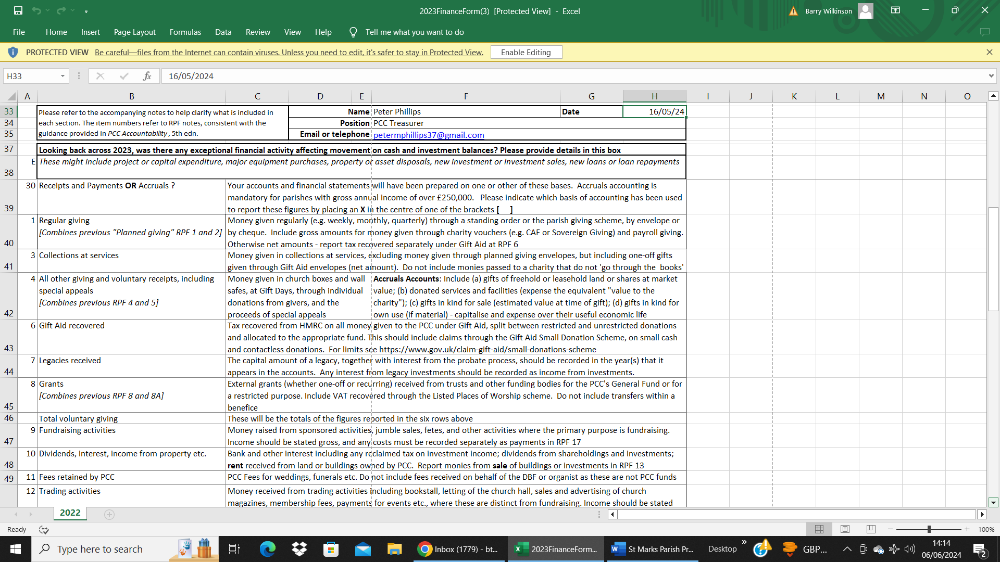 2023FinanceForm(3)  [Protected View]  -  Excel
Barry Wilkinson
File
Home
Insert
Page Layout
Formulas
Data
Review
View
Help
Tell me what you want to do
PROTECTED VIEW
Be careful—files from the Internet can contain viruses. Unless you need to edit, it's safer to stay in Protected View.
Enable Editing
H33
fx
16/05/2024
A B C D E F G H I J K L M N O
33
Please refer to the accompanying notes to help clarify what is included in
each section. The item numbers refer to RPF notes, consistent with the
guidance provided in PCC Accountability, 5th edn.
Name Peter Phillips
Date
16/05/24
34
Position PCC Treasurer
35
Email or telephone petermphillips37@gmail.com
37
Looking back across 2023, was there any exceptional financial activity affecting movement on cash and investment balances? Please provide details in this box
38
E These might include project or capital expenditure, major equipment purchases, property or asset disposals, new investment or investment sales, new loans or loan repayments
39
30 Receipts and Payments OR Accruals ?
Your accounts and financial statements will have been prepared on one or other of these bases.  Accruals accounting is
mandatory for parishes with gross annual income of over £250,000.   Please indicate which basis of accounting has been used
to report these figures by placing an X in the centre of one of the brackets [    ]
40
1 Regular giving
[Combines previous "Planned giving" RPF 1 and 2]
Money given regularly (e.g. weekly, monthly, quarterly) through a standing order or the parish giving scheme, by envelope or
by cheque.  Include gross amounts for money given through charity vouchers (e.g. CAF or Sovereign Giving) and payroll giving.
Otherwise net amounts - report tax recovered separately under Gift Aid at RPF 6
41
3 Collections at services
Money given in collections at services, excluding money given through planned giving envelopes, but including one-off gifts
given through Gift Aid envelopes (net amount).  Do not include monies passed to a charity that do not 'go through the  books'
42
4 All other giving and voluntary receipts, including
special appeals
[Combines previous RPF 4 and 5]
Money given in church boxes and wall
safes, at Gift Days, through individual
donations from givers, and the
proceeds of special appeals
Accruals Accounts: Include (a) gifts of freehold or leasehold land or shares at market
value; (b) donated services and facilities (expense the equivalent "value to the
charity"); (c) gifts in kind for sale (estimated value at time of gift); (d) gifts in kind for
own use (if material) - capitalise and expense over their useful economic life
43
6 Gift Aid recovered
Tax recovered from HMRC on all money given to the PCC under Gift Aid, split between restricted and unrestricted donations
and allocated to the appropriate fund. This should include claims through the Gift Aid Small Donation Scheme, on small cash
and contactless donations.  For limits see https://www.gov.uk/claim-gift-aid/small-donations-scheme
44
7 Legacies received
The capital amount of a legacy, together with interest from the probate process, should be recorded in the year(s) that it
appears in the accounts.  Any interest from legacy investments should be recorded as income from investments.
45
8 Grants
[Combines previous RPF 8 and 8A]
External grants (whether one-off or recurring) received from trusts and other funding bodies for the PCC's General Fund or for
a restricted purpose. Include VAT recovered through the Listed Places of Worship scheme.  Do not include transfers within a
benefice
46
Total voluntary giving
These will be the totals of the figures reported in the six rows above
47
9 Fundraising activities
Money raised from sponsored activities, jumble sales, fetes, and other activities where the primary purpose is fundraising.
Income should be stated gross, and any costs must be recorded separately as payments in RPF 17
48
10 Dividends, interest, income from property etc.
Bank and other interest including any reclaimed tax on investment income; dividends from shareholdings and investments;
rent received from land or buildings owned by PCC.  Report monies from sale of buildings or investments in RPF 13
49
11 Fees retained by PCC
PCC Fees for weddings, funerals etc. Do not include fees received on behalf of the DBF or organist as these are not PCC funds
12 Trading activities
Money received from trading activities including bookstall, letting of the church hall, sales and advertising of church
magazines, membership fees, payments for events etc., where these are distinct from fundraising. Income should be stated
2022
Ready
100%
Type here to search
Inbox (1779) - bt...
2023FinanceForm...
St Marks Parish Pr...
Desktop
GBP...
14:14
06/06/2024
2